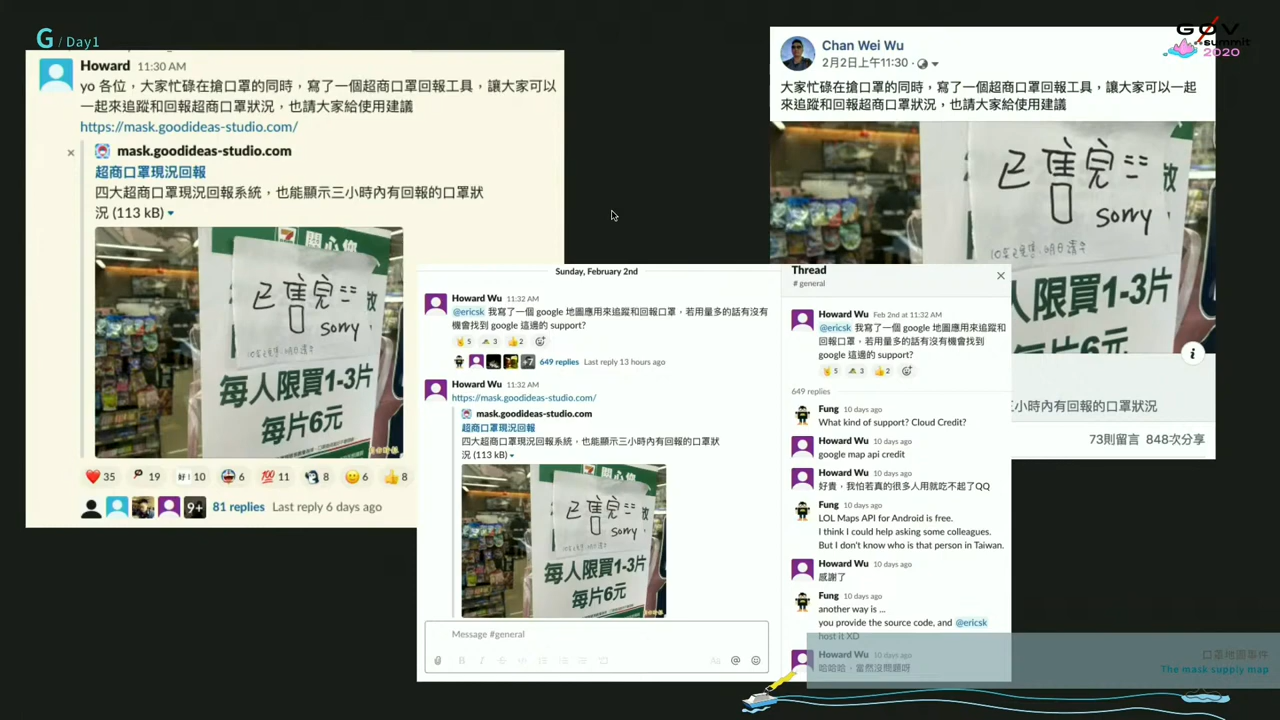 G / Day1
Howard 11:30 AM
yo 各位，大家忙碌在搶口罩的同時，寫了一個超商口罩回報工具，讓大家可以
一起來追蹤和回報超商口罩狀況，也請大家給使用建議
https://mask.goodideas-studio.com/
mask.goodideas-studio.com
超商口罩現況回報
四大超商口罩現況回報系統，也能顯示三小時內有回報的口罩狀
況 (113 kB)
關心您
已售完
sorry
每人限買1-3片
每片6元
35 19 好! 10 6 11 8 6 8
9+ 81 replies Last reply 6 days ago
Chan Wei Wu
2月2日上午11:30
大家忙碌在搶口罩的同時，寫了一個超商口罩回報工具，讓大家可以一起
來追蹤和回報超商口罩狀況，也請大家給使用建議
已售完
sorry
人限買1-3片
三小時內有回報的口罩狀況
73則留言 848次分享
GOV
summit
2020
Sunday, February 2nd
Howard Wu 11:32 AM
@ericsk 我寫了一個 google 地圖應用來追蹤和回報口罩，若用量多的話有沒有
機會找到 google 這邊的 support?
5 3 2
+7 649 replies Last reply 13 hours ago
Howard Wu 11:32 AM
https://mask.goodideas-studio.com/
mask.goodideas-studio.com
超商口罩現況回報
四大超商口罩現況回報系統，也能顯示三小時內有回報的口罩狀
況 (113 kB)
已售完
sorry
每人限買1-3片
每片6元
Message #general
Thread
# general
Howard Wu Feb 2nd at 11:32 AM
@ericsk 我寫了一個 google 地圖應用來追蹤和
回報口罩，若用量多的話有沒有機會找到
google 這邊的 support?
5 3 2
649 replies
Fung 10 days ago
What kind of support? Cloud Credit?
Howard Wu 10 days ago
google map api credit
Howard Wu 10 days ago
好貴，我怕若真的很多人用就吃不起了QQ
Fung 10 days ago
LOL Maps API for Android is free.
I think I could help asking some colleagues.
But I don't know who is that person in Taiwan.
Howard Wu 10 days ago
感謝了
Fung 10 days ago
another way is ...
you provide the source code, and @ericsk
host it XD
Howard Wu 10 days ago
哈哈哈，當然沒問題呀
口罩地圖事件
The mask supply map